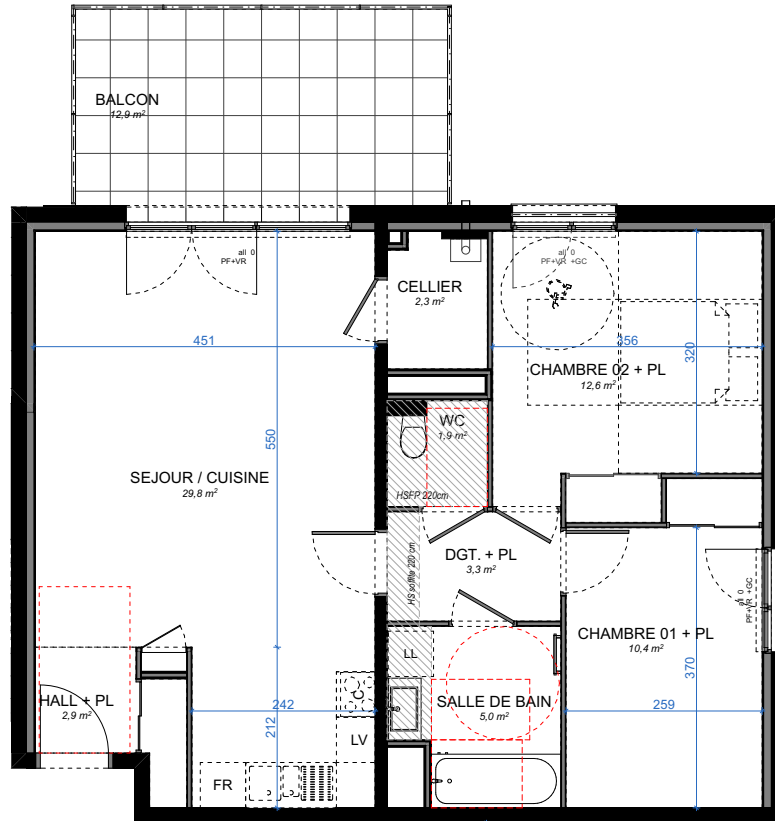 BALCON
12,9 m²
all 0
PF+VR
all 0
PF+VR +GC
CELLIER
2,3 m²
451
356
320
CHAMBRE 02 + PL
12,6 m²
WC
1,9 m²
550
SEJOUR / CUISINE
29,8 m²
HSFP 220cm
HS soffite 220 cm
DGT. + PL
3,3 m²
all 0
PF+VR +GC
CHAMBRE 01 + PL
10,4 m²
370
LL
HALL + PL
2,9 m²
242
212
SALLE DE BAIN
5,0 m²
259
LV
FR